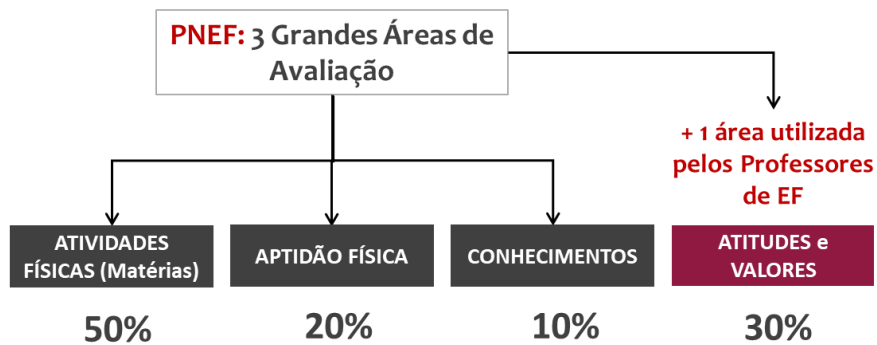 PNEF: 3 Grandes Áreas de
Avaliação
+ 1 área utilizada
pelos Professores
de EF
ATIVIDADES
FÍSICAS (Matérias)
APTIDÃO FÍSICA
CONHECIMENTOS
ATITUDES e
VALORES
50%
20%
10%
30%